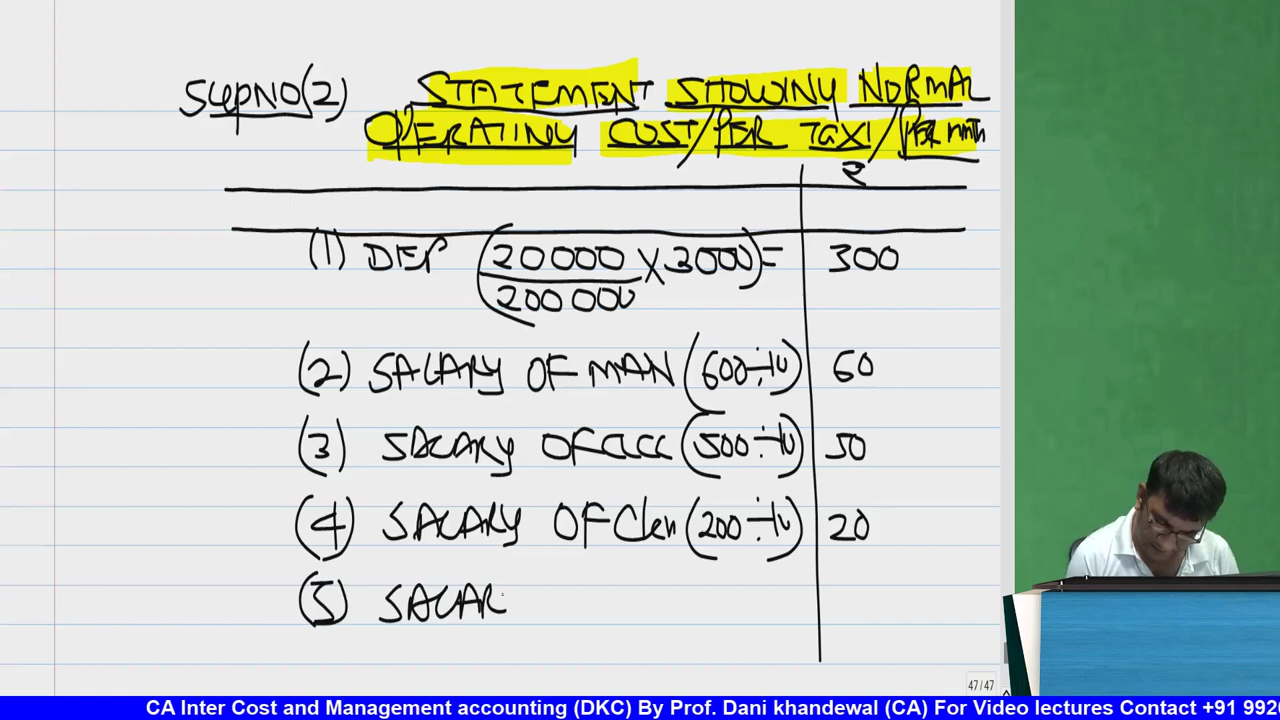 STEPNO(2) STATEMENT SHOWING NORMAL
OPERATING COST/PER TAXI/PER mnth
₹
(1) DEP (20000/200000 X 3000) = 300
(2) SALARY OF MAN (600÷10) 60
(3) SALARY OF ACC (500÷10) 50
(4) SALARY OF Clen (200÷10) 20
(5) SALAR
47/47
CA Inter Cost and Management accounting (DKC) By Prof. Dani khandewal (CA) For Video lectures Contact +91 992